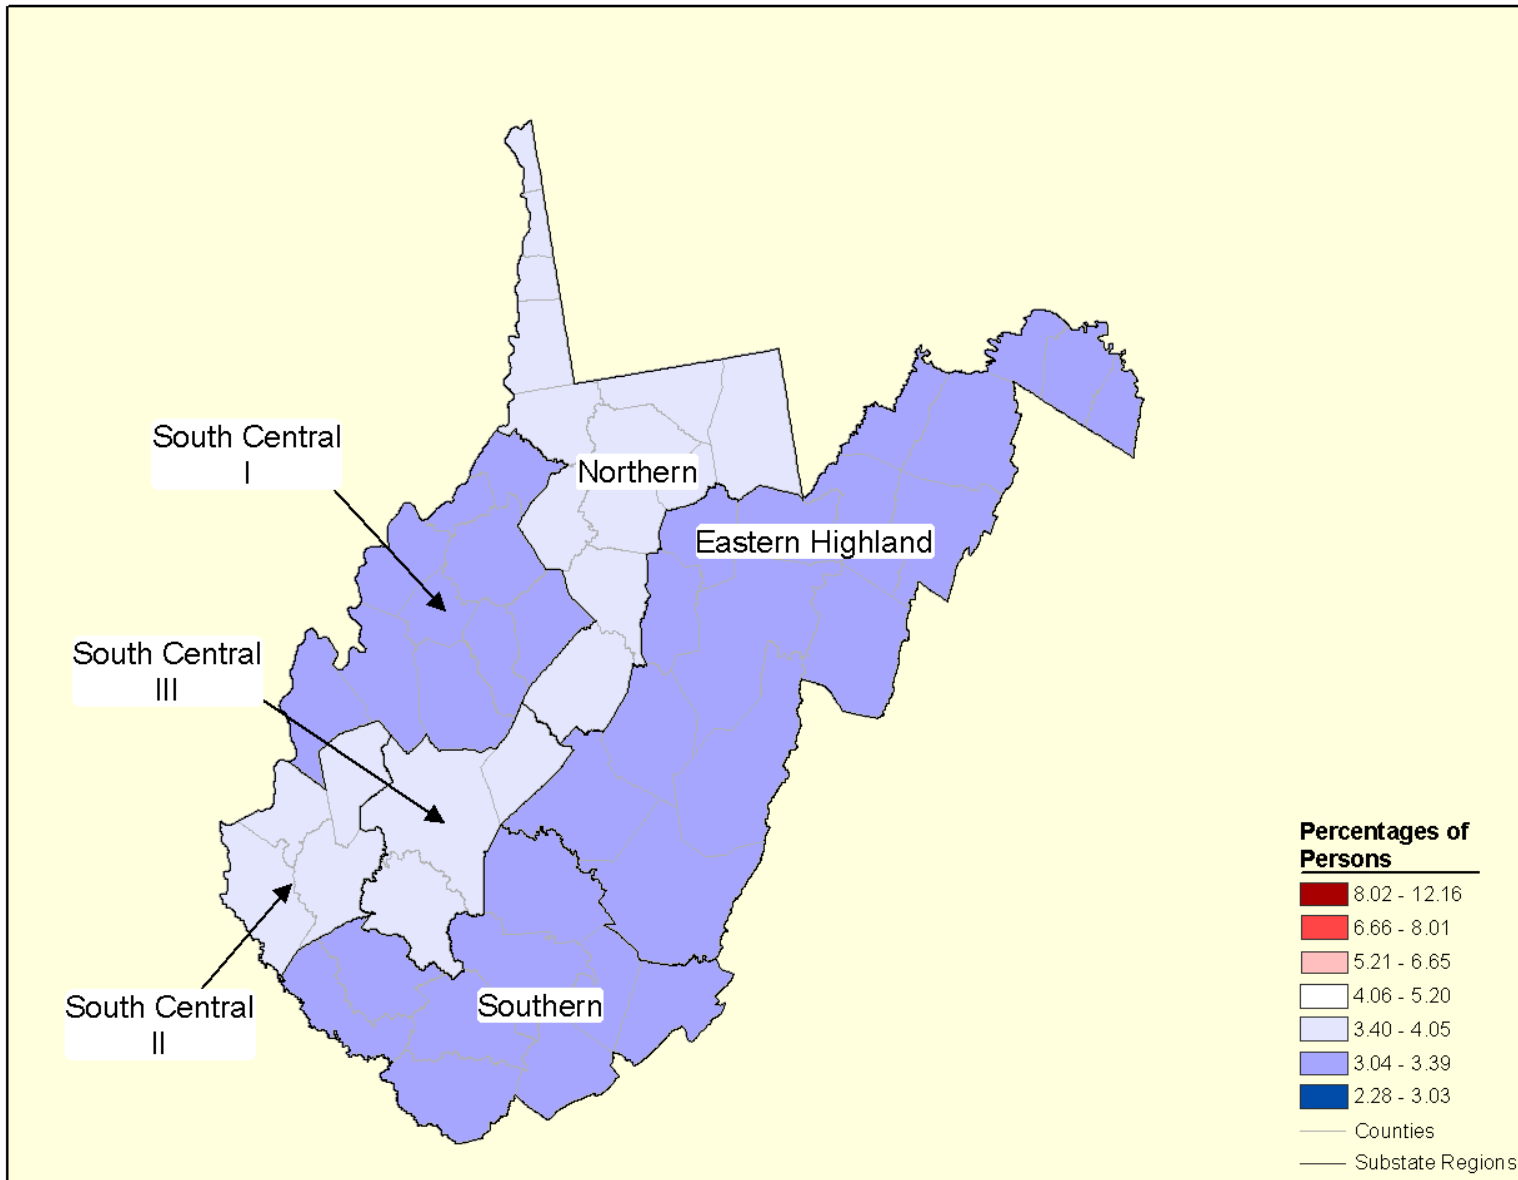 South Central
I
Northern
Eastern Highland
South Central
III
South Central
II
Southern
Percentages of
Persons
8.02 - 12.16
6.66 - 8.01
5.21 - 6.65
4.06 - 5.20
3.40 - 4.05
3.04 - 3.39
2.28 - 3.03
Counties
Substate Regions